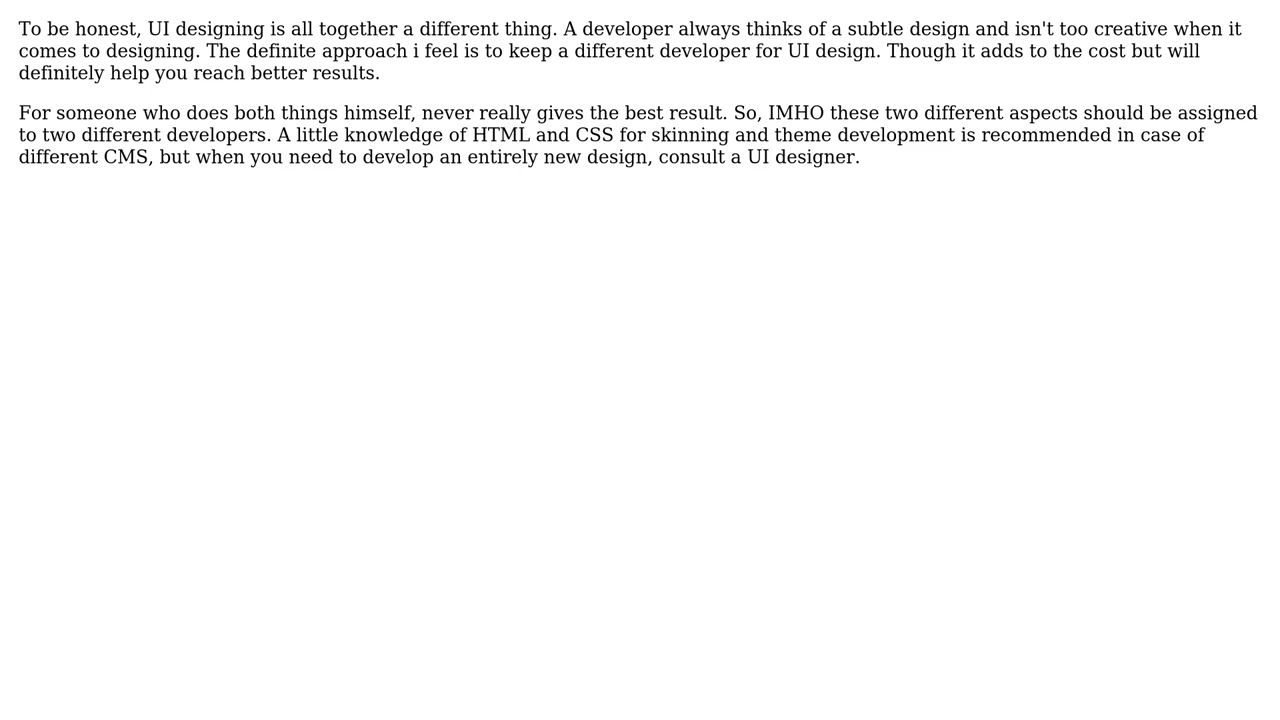 To be honest, UI designing is all together a different thing. A developer always thinks of a subtle design and isn't too creative when it
comes to designing. The definite approach i feel is to keep a different developer for UI design. Though it adds to the cost but will
definitely help you reach better results.
For someone who does both things himself, never really gives the best result. So, IMHO these two different aspects should be assigned
to two different developers. A little knowledge of HTML and CSS for skinning and theme development is recommended in case of
different CMS, but when you need to develop an entirely new design, consult a UI designer.